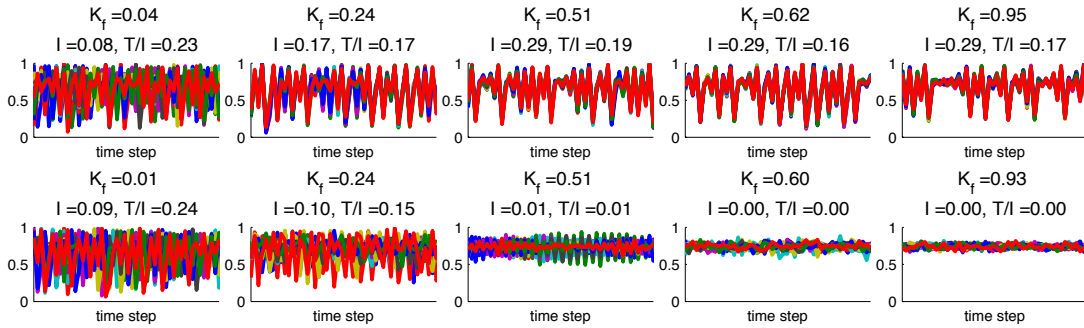 K_f =0.04 K_f =0.24 K_f =0.51 K_f =0.62 K_f =0.95
I =0.08, T/I =0.23 I =0.17, T/I =0.17 I =0.29, T/I =0.19 I =0.29, T/I =0.16 I =0.29, T/I =0.17
1 1 1 1 1
0.5 0.5 0.5 0.5 0.5
0 0 0 0 0
time step time step time step time step time step
K_f =0.01 K_f =0.24 K_f =0.51 K_f =0.60 K_f =0.93
I =0.09, T/I =0.24 I =0.10, T/I =0.15 I =0.01, T/I =0.01 I =0.00, T/I =0.00 I =0.00, T/I =0.00
1 1 1 1 1
0.5 0.5 0.5 0.5 0.5
0 0 0 0 0
time step time step time step time step time step